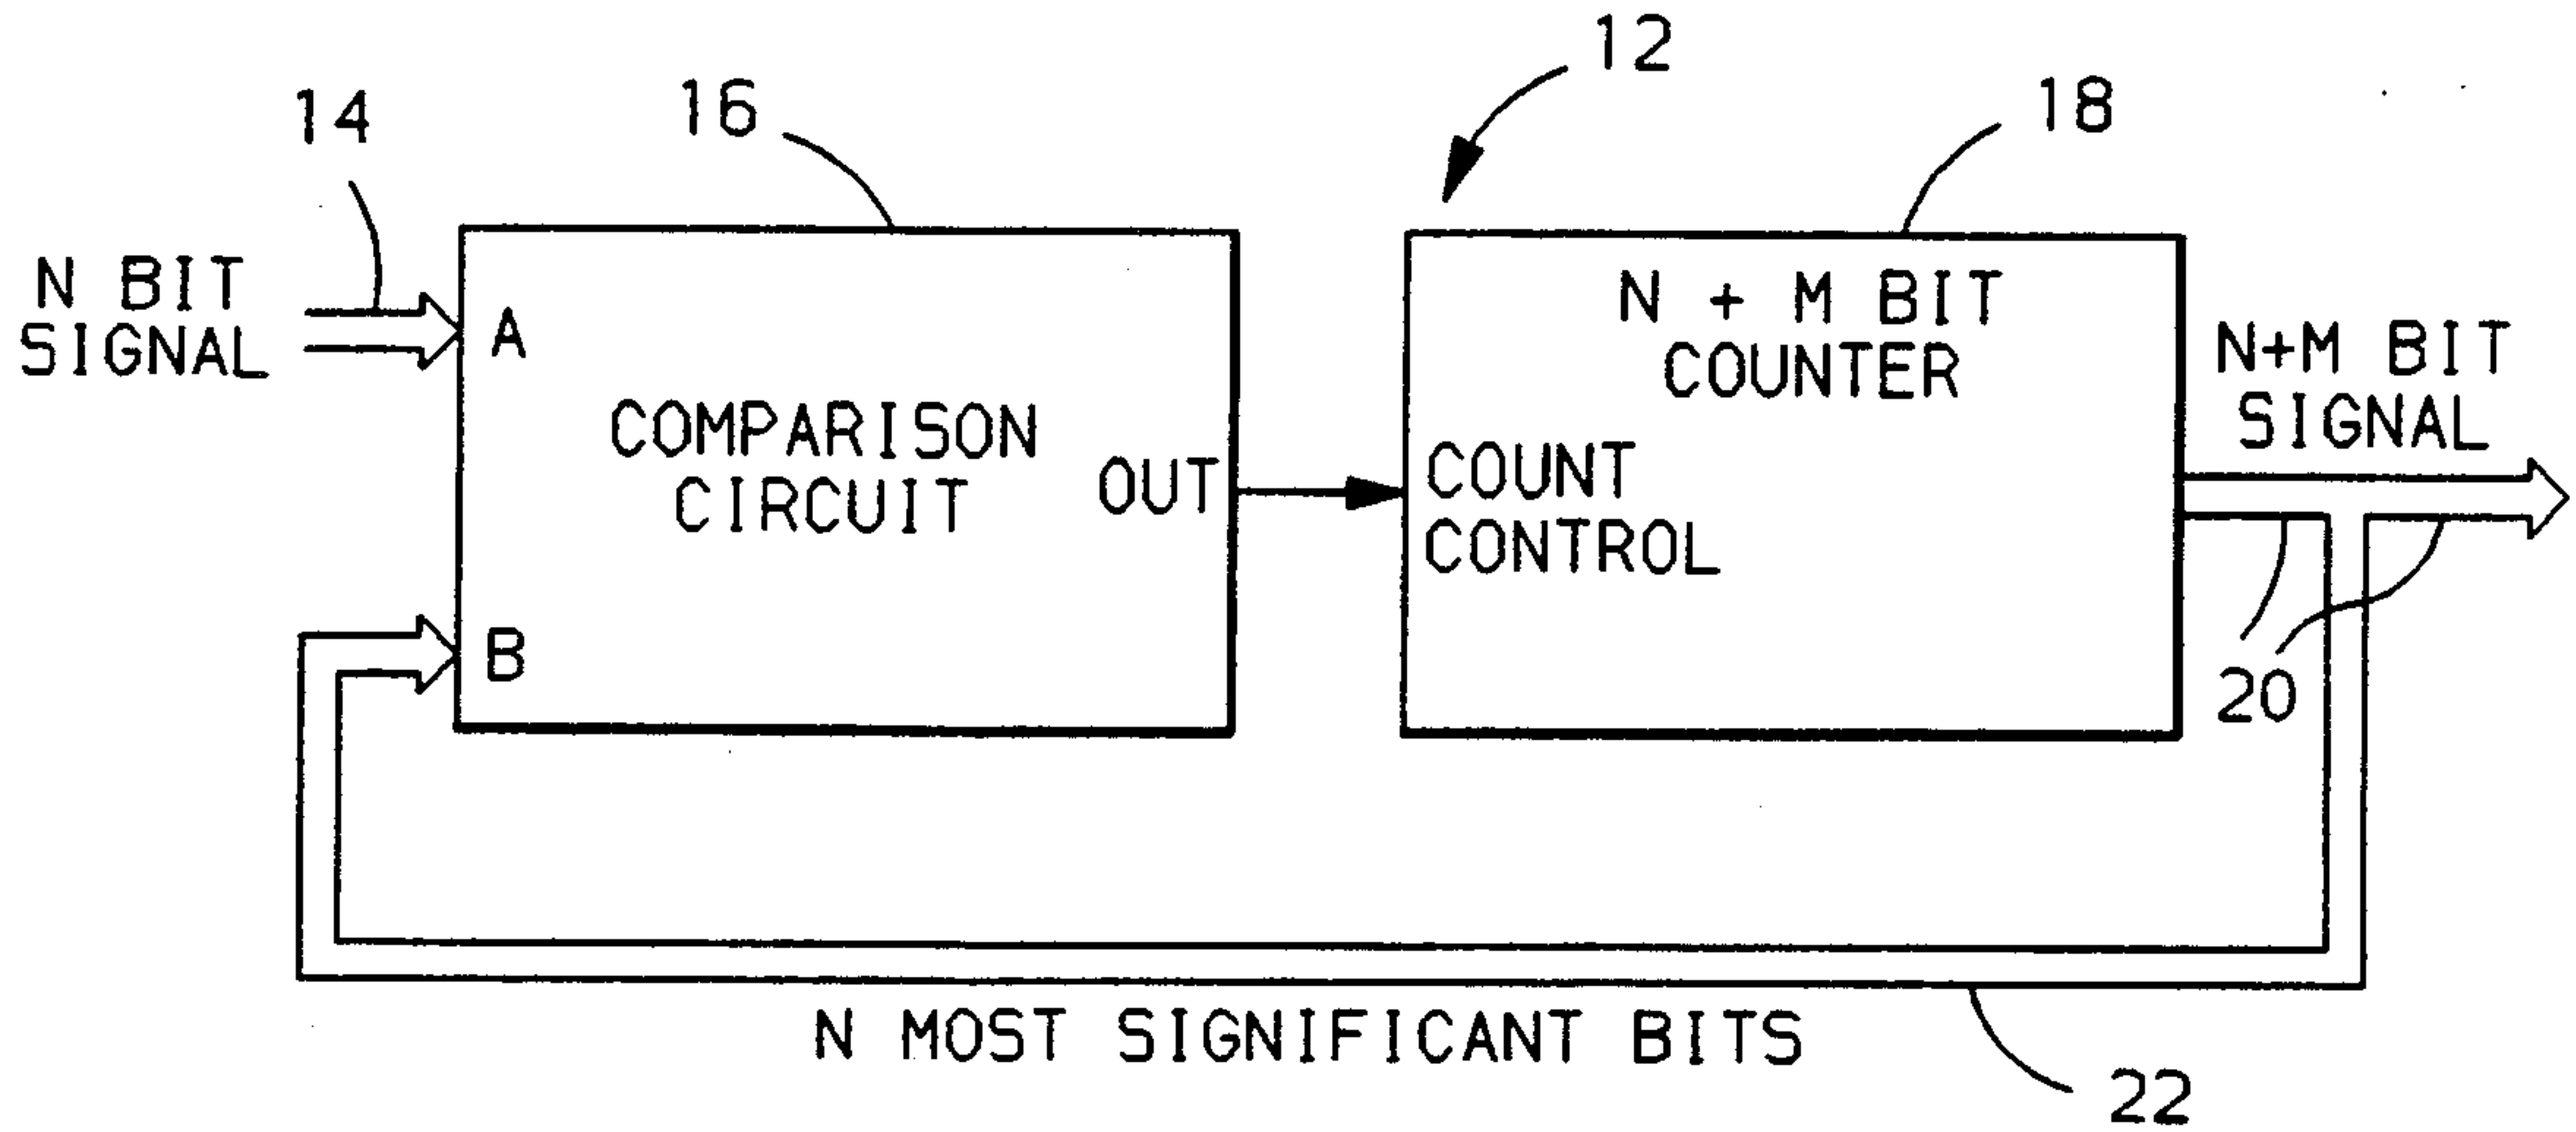 12
14
16
18
N BIT
SIGNAL
A
COMPARISON
CIRCUIT
OUT
B
N + M BIT
COUNTER
COUNT
CONTROL
N+M BIT
SIGNAL
20
N MOST SIGNIFICANT BITS
22